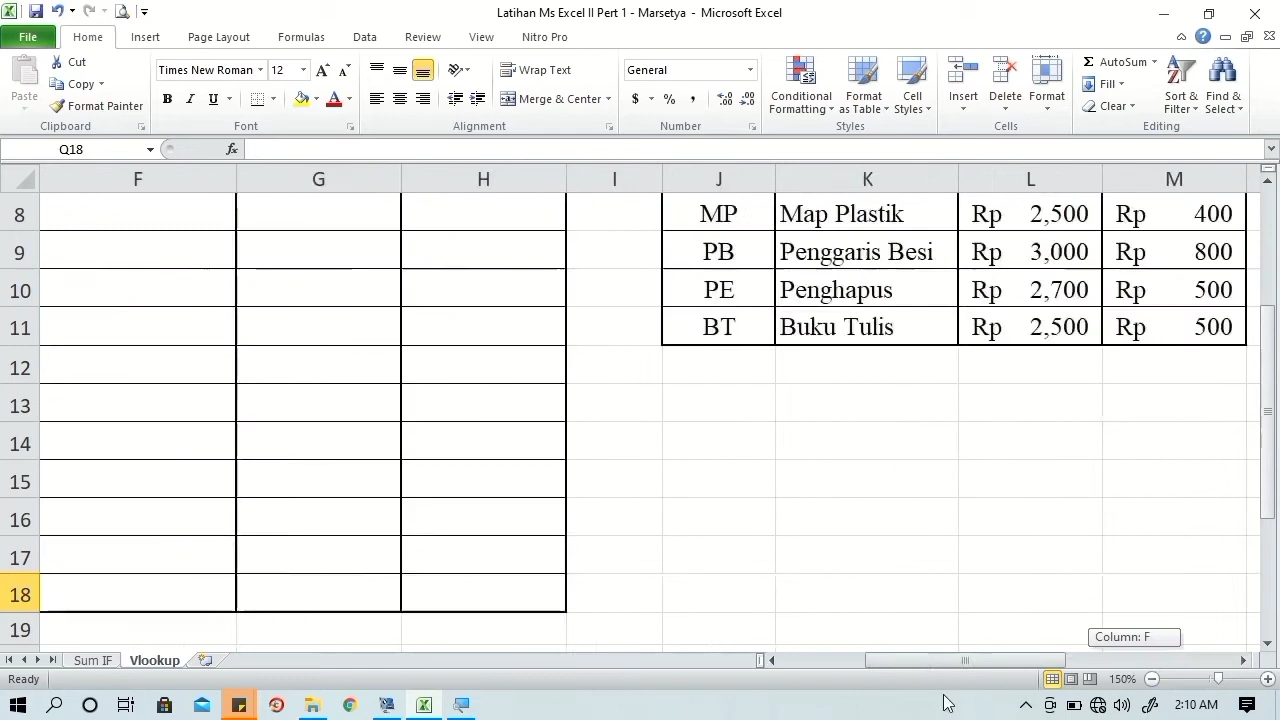 Latihan Ms Excel II Pert 1 - Marsetya - Microsoft Excel
File Home Insert Page Layout Formulas Data Review View Nitro Pro
Paste Cut Copy Format Painter Clipboard
Times New Roman 12 A A B I U A Font
Wrap Text Merge & Center Alignment
General $ % , .00 .0 Number
Conditional Formatting Format as Table Cell Styles Styles
Insert Delete Format Cells
Σ AutoSum Fill Clear Sort & Filter Find & Select Editing
Q18 fx
F G H I J K L M
8 MP Map Plastik Rp 2,500 Rp 400
9 PB Penggaris Besi Rp 3,000 Rp 800
10 PE Penghapus Rp 2,700 Rp 500
11 BT Buku Tulis Rp 2,500 Rp 500
12
13
14
15
16
17
18
19
Column: F
Sum IF Vlookup
Ready 150%
2:10 AM